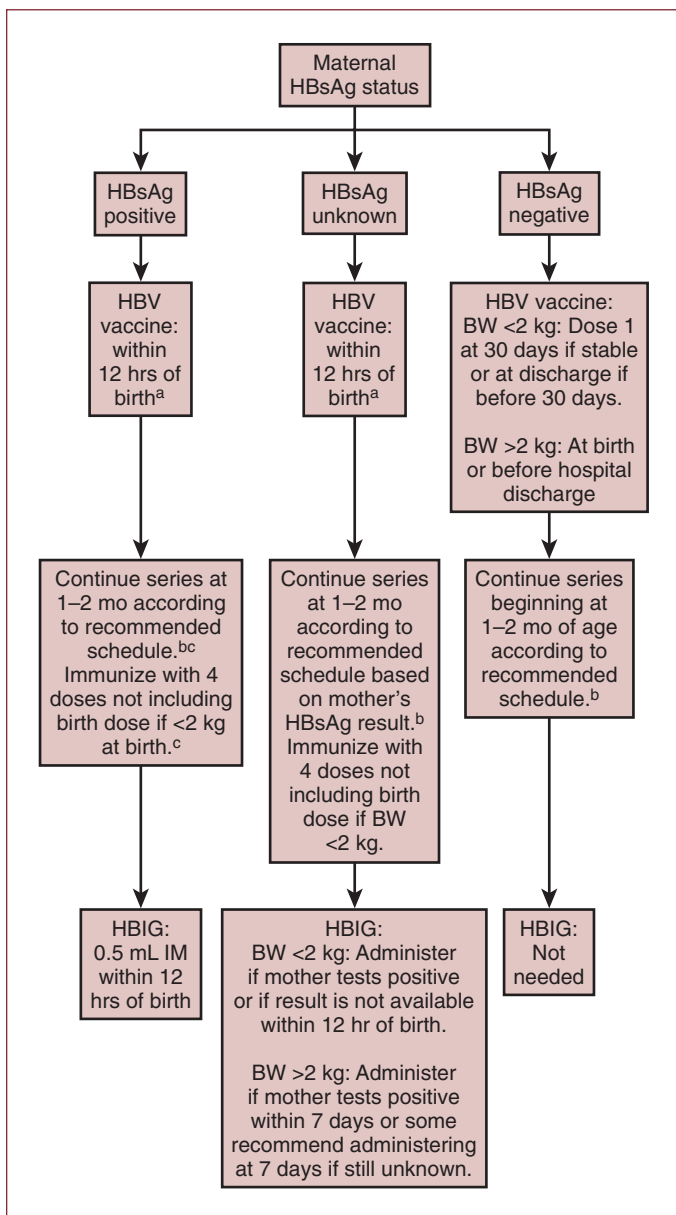 Maternal
HBsAg status
HBsAg
positive
HBsAg
unknown
HBsAg
negative
HBV
vaccine:
within
12 hrs of
birthᵃ
HBV
vaccine:
within
12 hrs of
birthᵃ
HBV vaccine:
BW <2 kg: Dose 1
at 30 days if stable
or at discharge if
before 30 days.
BW >2 kg: At birth
or before hospital
discharge
Continue series at
1–2 mo according
to recommended
schedule.ᵇᶜ
Immunize with 4
doses not including
birth dose if <2 kg
at birth.ᶜ
Continue series
at 1–2 mo
according to
recommended
schedule based
on mother’s
HBsAg result.ᵇ
Immunize with
4 doses not
including birth
dose if BW
<2 kg.
Continue series
beginning at
1–2 mo of age
according to
recommended
schedule.ᵇ
HBIG:
0.5 mL IM
within 12
hrs of birth
HBIG:
BW <2 kg: Administer
if mother tests positive
or if result is not available
within 12 hr of birth.
BW >2 kg: Administer
if mother tests positive
within 7 days or some
recommend administering
at 7 days if still unknown.
HBIG:
Not
needed